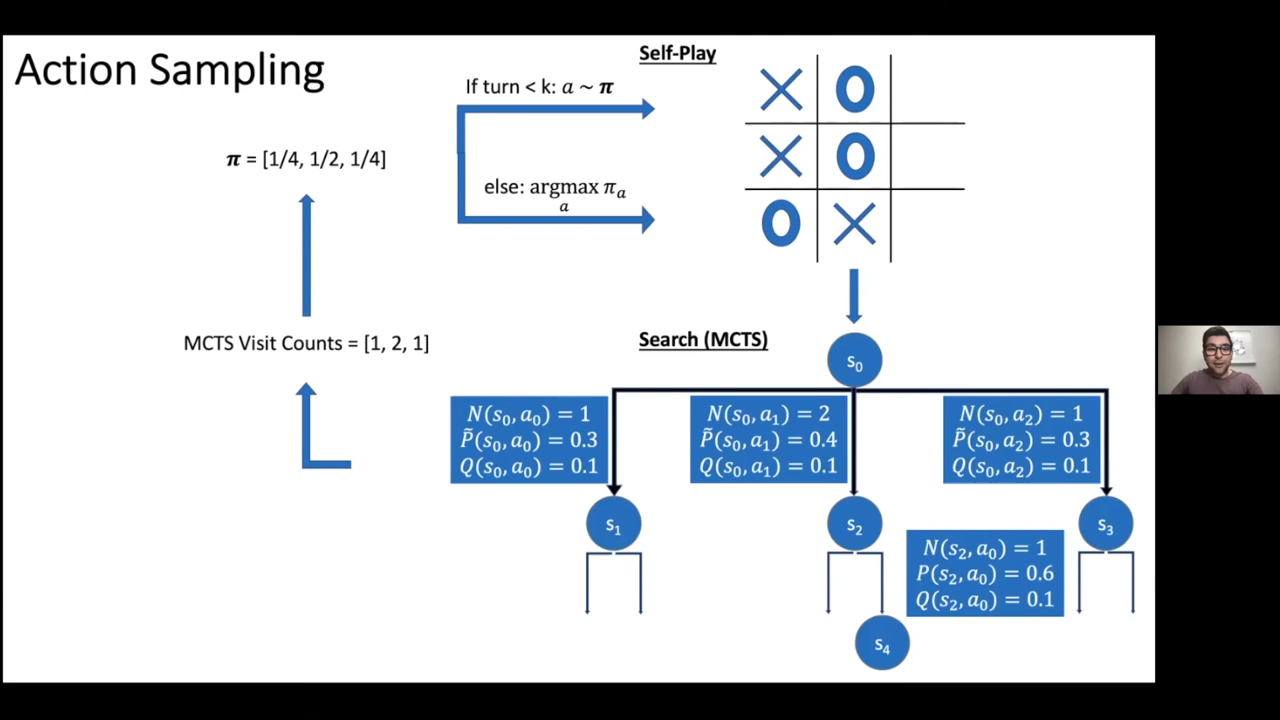 Action Sampling
Self-Play
If turn < k: a ~ π
π = [1/4, 1/2, 1/4]
else: argmax πₐ
a
X O
X O
O X
MCTS Visit Counts = [1, 2, 1]
Search (MCTS)
s₀
N(s₀, a₀) = 1
P̃(s₀, a₀) = 0.3
Q(s₀, a₀) = 0.1
N(s₀, a₁) = 2
P̃(s₀, a₁) = 0.4
Q(s₀, a₁) = 0.1
N(s₀, a₂) = 1
P̃(s₀, a₂) = 0.3
Q(s₀, a₂) = 0.1
s₁
s₂
s₃
N(s₂, a₀) = 1
P(s₂, a₀) = 0.6
Q(s₂, a₀) = 0.1
s₄